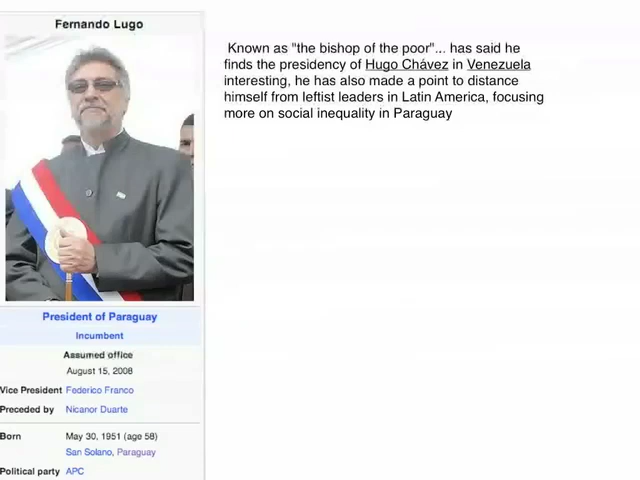 Fernando Lugo
Known as "the bishop of the poor"... has said he
finds the presidency of Hugo Chávez in Venezuela
interesting, he has also made a point to distance
himself from leftist leaders in Latin America, focusing
more on social inequality in Paraguay
President of Paraguay
Incumbent
Assumed office
August 15, 2008
Vice President Federico Franco
Preceded by Nicanor Duarte
Born May 30, 1951 (age 58)
San Solano, Paraguay
Political party APC